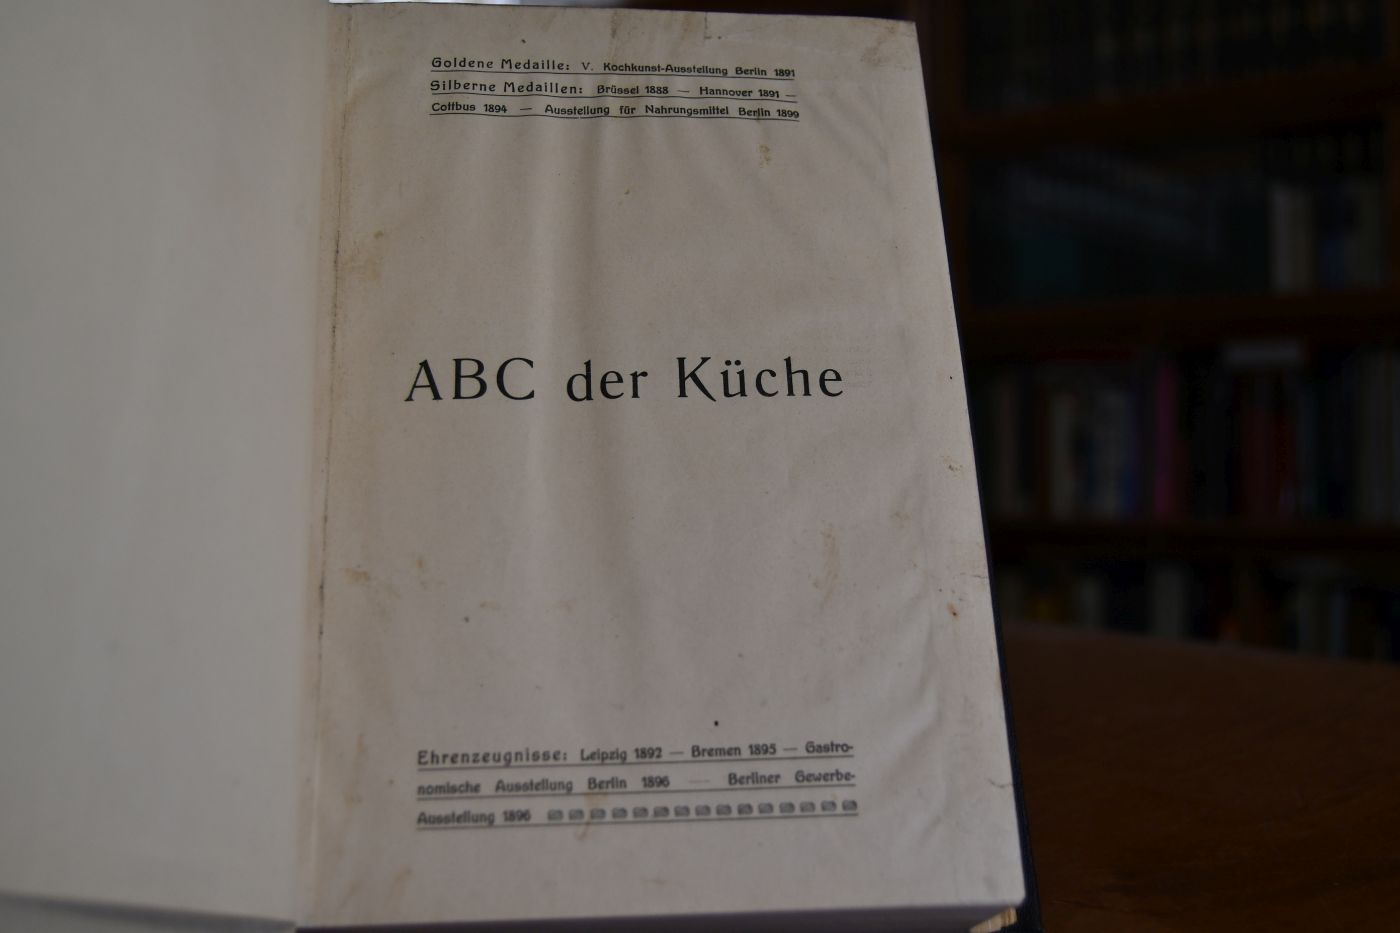 Goldene Medaille: V. Kochkunst-Ausstellung Berlin 1891
Silberne Medaillen: Brüssel 1888 — Hannover 1891 —
Cottbus 1894 — Ausstellung für Nahrungsmittel Berlin 1899
ABC der Küche
Ehrenzeugnisse: Leipzig 1892 — Bremen 1895 — Gastro-
nomische Ausstellung Berlin 1896 — Berliner Gewerbe-
Ausstellung 1896